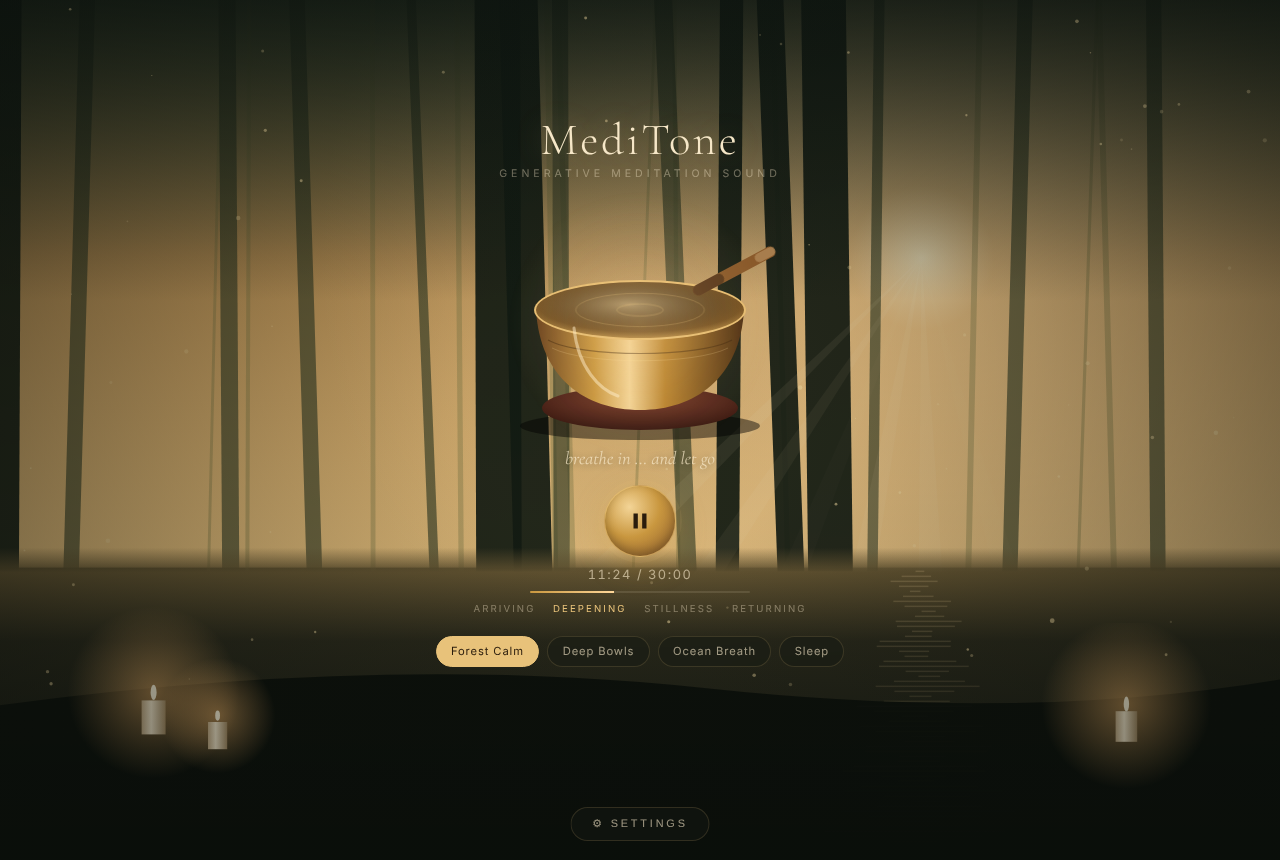 MediTone
GENERATIVE MEDITATION SOUND
breathe in ... and let go
11:24 / 30:00
ARRIVING DEEPENING STILLNESS RETURNING
Forest Calm Deep Bowls Ocean Breath Sleep
⚙ SETTINGS